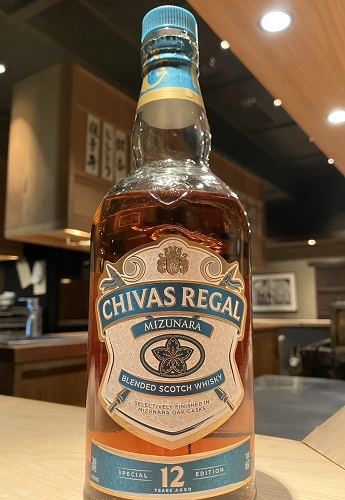 CHIVAS REGAL
MIZUNARA
BLENDED SCOTCH WHISKY
SELECTIVELY FINISHED IN
MIZUNARA OAK CASKS
SPECIAL 12 EDITION
YEARS AGED